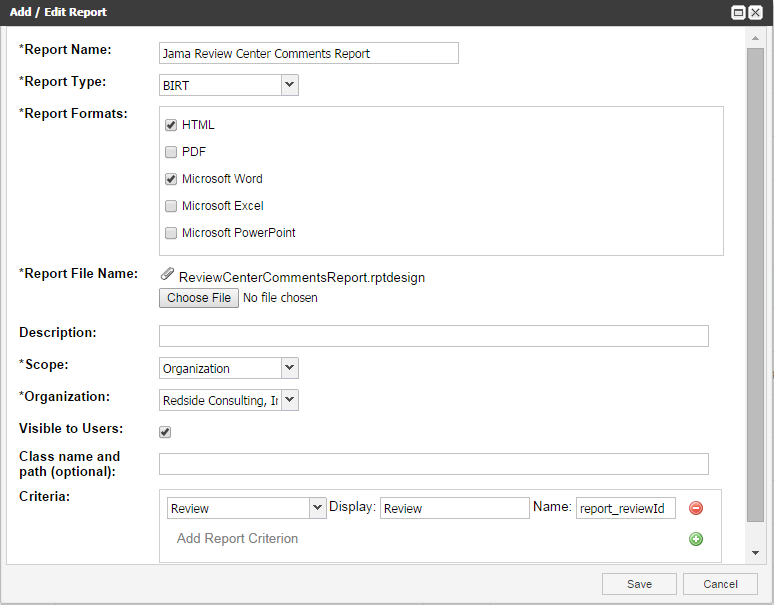 Add / Edit Report
*Report Name: Jama Review Center Comments Report
*Report Type: BIRT
*Report Formats:
HTML
PDF
Microsoft Word
Microsoft Excel
Microsoft PowerPoint
*Report File Name: ReviewCenterCommentsReport.rptdesign
Choose File No file chosen
Description:
*Scope: Organization
*Organization: Redside Consulting, Ir
Visible to Users:
Class name and
path (optional):
Criteria:
Review Display: Review Name: report_reviewId
Add Report Criterion
Save Cancel